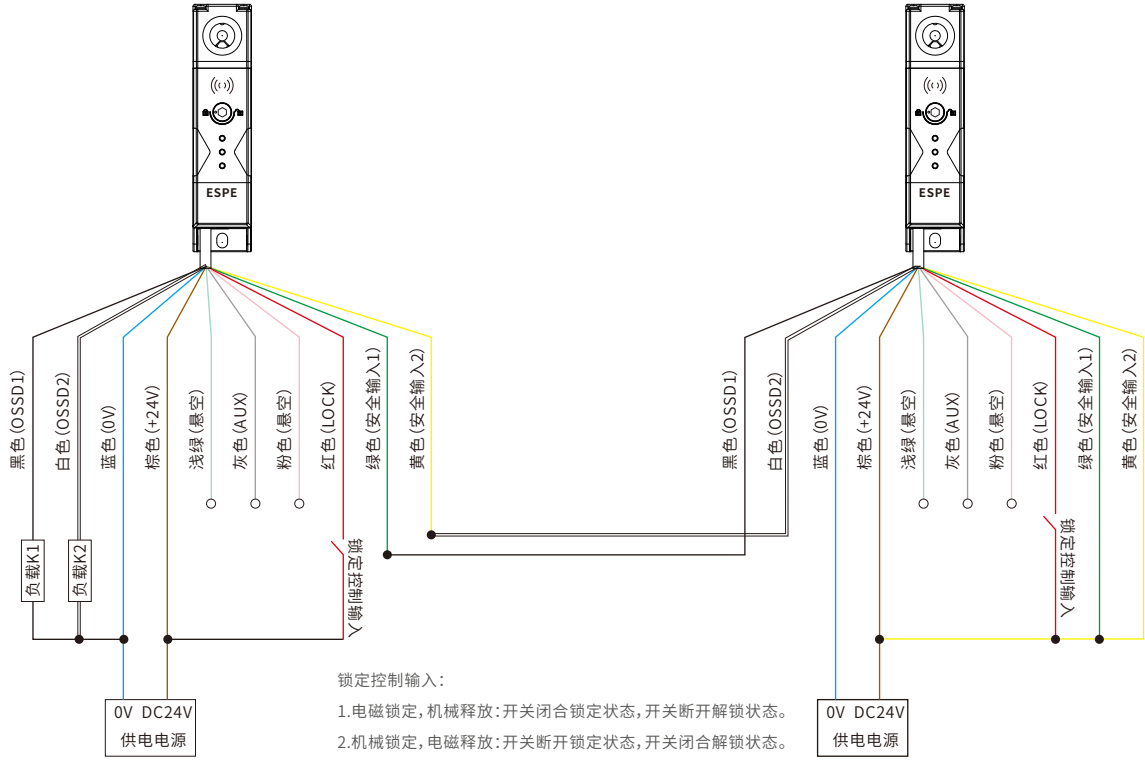 ESPE
ESPE
黑色(OSSD1)
白色(OSSD2)
蓝色(0V)
棕色(+24V)
浅绿(悬空)
灰色(AUX)
粉色(悬空)
红色(LOCK)
绿色(安全输入1)
黄色(安全输入2)
黑色(OSSD1)
白色(OSSD2)
蓝色(0V)
棕色(+24V)
浅绿(悬空)
灰色(AUX)
粉色(悬空)
红色(LOCK)
绿色(安全输入1)
黄色(安全输入2)
负载K1
负载K2
锁定控制输入
锁定控制输入
0V DC24V
供电电源
锁定控制输入:
1.电磁锁定,机械释放:开关闭合锁定状态,开关断开解锁状态。
2.机械锁定,电磁释放:开关断开锁定状态,开关闭合解锁状态。
0V DC24V
供电电源